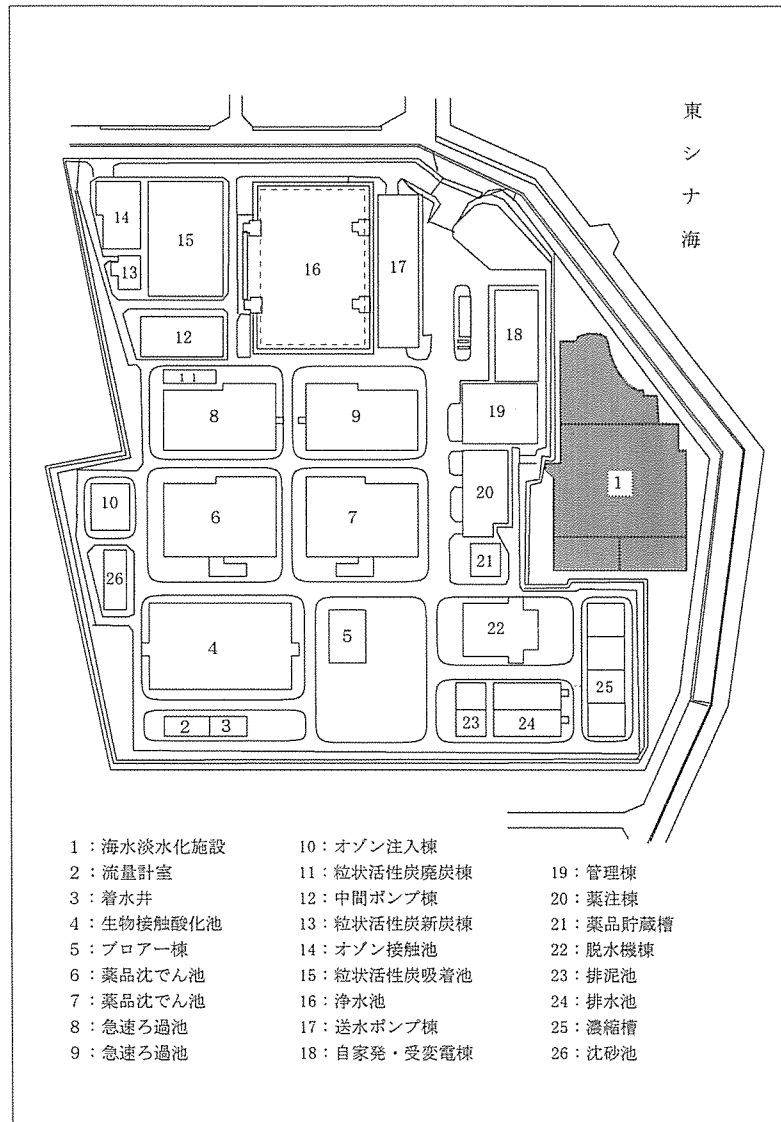 東シナ海
14
15
16
17
13
12
18
11
8
9
19
10
6
7
20
1
21
26
4
5
22
25
2
3
23
24
1：海水淡水化施設
2：流量計室
3：着水井
4：生物接触酸化池
5：ブロアー棟
6：薬品沈でん池
7：薬品沈でん池
8：急速ろ過池
9：急速ろ過池
10：オゾン注入棟
11：粒状活性炭廃炭棟
12：中間ポンプ棟
13：粒状活性炭新炭棟
14：オゾン接触池
15：粒状活性炭吸着池
16：浄水池
17：送水ポンプ棟
18：自家発・受変電棟
19：管理棟
20：薬注棟
21：薬品貯蔵槽
22：脱水機棟
23：排泥池
24：排水池
25：濃縮槽
26：沈砂池